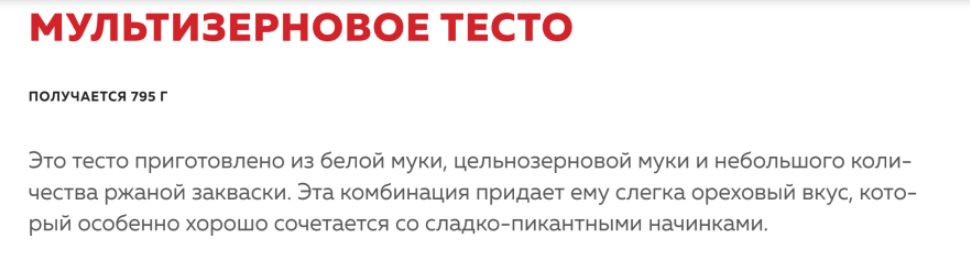 МУЛЬТИЗЕРНОВОЕ ТЕСТО
ПОЛУЧАЕТСЯ 795 Г
Это тесто приготовлено из белой муки, цельнозерновой муки и небольшого коли-
чества ржаной закваски. Эта комбинация придает ему слегка ореховый вкус, кото-
рый особенно хорошо сочетается со сладко-пикантными начинками.